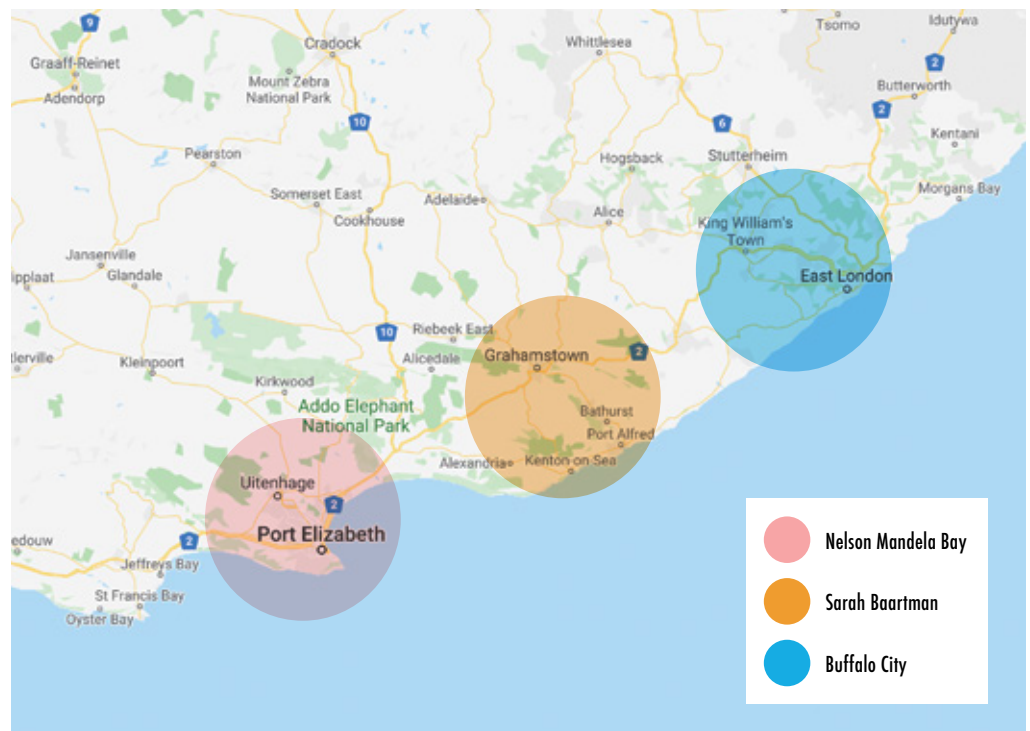 9
Tsomo
Idutywa
Cradock
Whittlesea
Graaff-Reinet
2
Adendorp
Mount Zebra
National Park
Butterworth
2
10
6
Kentani
Pearston
Hogsback
Stutterheim
Somerset East
Adelaide
Morgans Bay
Cookhouse
Alice
King William's
Town
Jansenville
ipplaat
Glandale
East London
10
Riebeek East
2
tlerville
Kleinpoort
Alicedale
Grahamstown
Kirkwood
Addo Elephant
National Park
Bathurst
Port Alfred
Alexandria
Kenton-on-Sea
Uitenhage
2
Port Elizabeth
2
edouw
Jeffreys Bay
St Francis Bay
Oyster Bay
Nelson Mandela Bay
Sarah Baartman
Buffalo City